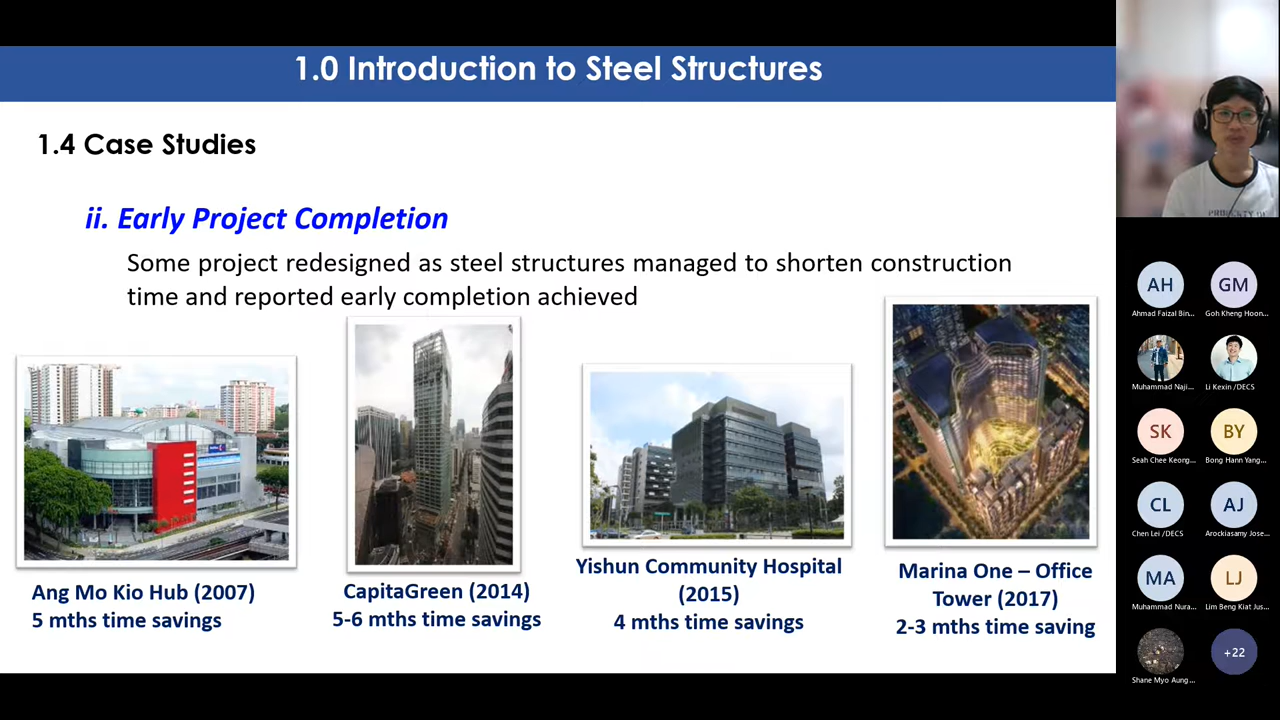 1.0 Introduction to Steel Structures
1.4 Case Studies
ii. Early Project Completion
Some project redesigned as steel structures managed to shorten construction
time and reported early completion achieved
Ang Mo Kio Hub (2007)
5 mths time savings
CapitaGreen (2014)
5-6 mths time savings
Yishun Community Hospital
(2015)
4 mths time savings
Marina One – Office
Tower (2017)
2-3 mths time saving
PROPERTY OF
AH
GM
Ahmad Faizal Bin...
Goh Kheng Hoon...
Muhammad Naji...
Li Kexin /DECS
SK
BY
Seah Chee Keong...
Bong Hann Yang...
CL
AJ
Chen Lei /DECS
Arockiasamy Jose...
MA
LJ
Muhammad Nura...
Lim Beng Kiat Jus...
+22
Shane Myo Aung...